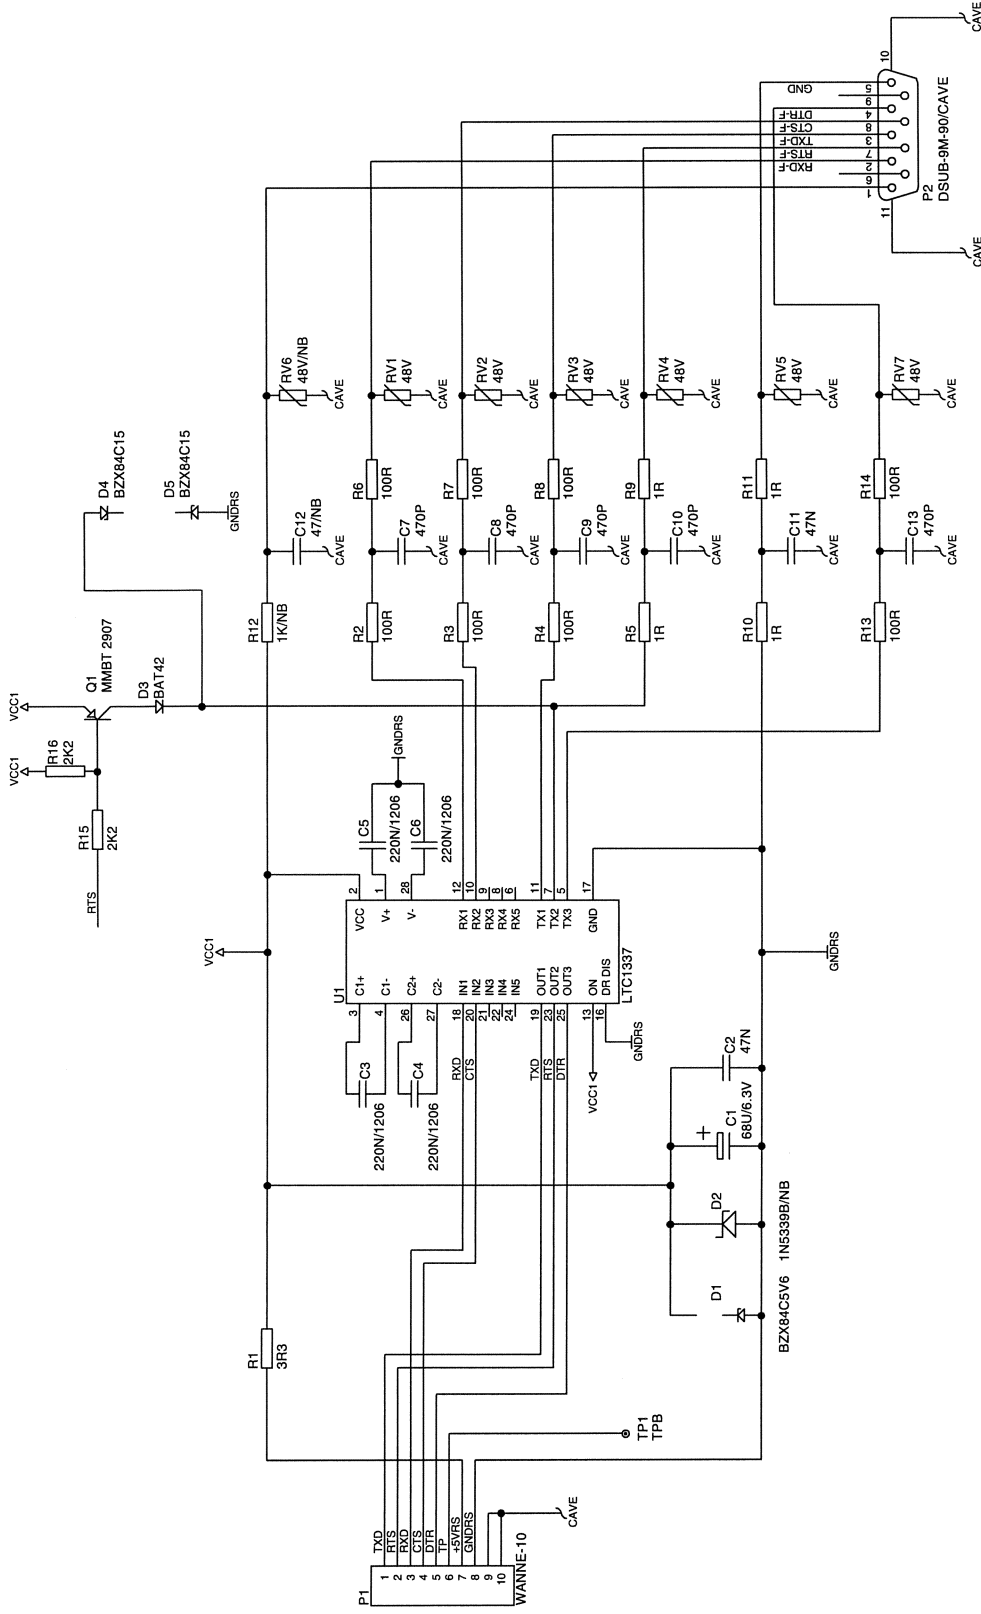 CAVE
10
GND
5
9
DTR-F
4
CTS-F
8
TXD-F
3
RTS-F
7
RXD-F
2
6
1
11
P2
DSUB-9M-90/CAVE
CAVE
RV6
48V/NB
CAVE
RV1
48V
CAVE
RV2
48V
CAVE
RV3
48V
CAVE
RV4
48V
CAVE
RV5
48V
CAVE
RV7
48V
CAVE
D4
BZX84C15
D5
BZX84C15
GNDRS
R6
100R
R7
100R
R8
100R
R9
1R
R11
1R
R14
100R
C12
47/NB
CAVE
C7
470P
CAVE
C8
470P
CAVE
C9
470P
CAVE
C10
470P
CAVE
C11
47N
CAVE
C13
470P
CAVE
R12
1K/NB
R2
100R
R3
100R
R4
100R
R5
1R
R10
1R
R13
100R
VCC1
Q1
MMBT 2907
D3
BAT42
VCC1
R16
2K2
R15
2K2
RTS
GNDRS
C5
220N/1206
C6
220N/1206
VCC1
2
1
28
12
10
9
8
6
11
7
5
17
VCC
V+
V-
RX1
RX2
RX3
RX4
RX5
TX1
TX2
TX3
GND
U1
C1+
C1-
C2+
C2-
IN1
IN2
IN3
IN4
IN5
OUT1
OUT2
OUT3
ON
DR DIS
LTC1337
3
4
26
27
18
20
21
22
24
19
23
25
13
16
GNDRS
GNDRS
VCC1
C3
220N/1206
C4
220N/1206
RXD
CTS
TXD
RTS
DTR
C2
47N
C1
68U/6.3V
+
D2
1N5339B/NB
D1
BZX84C5V6
R1
3R3
TP1
TPB
TXD
RTS
RXD
CTS
DTR
TP
+5VRS
GNDRS
CAVE
P1
1
2
3
4
5
6
7
8
9
10
WANNE-10